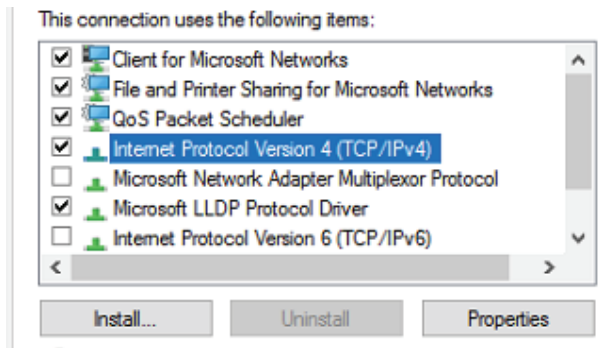 This connection uses the following items:
Client for Microsoft Networks
File and Printer Sharing for Microsoft Networks
QoS Packet Scheduler
Internet Protocol Version 4 (TCP/IPv4)
Microsoft Network Adapter Multiplexor Protocol
Microsoft LLDP Protocol Driver
Internet Protocol Version 6 (TCP/IPv6)
Install... Uninstall Properties